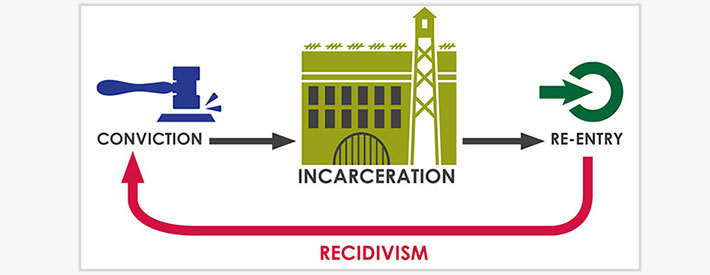 CONVICTION
INCARCERATION
RE-ENTRY
RECIDIVISM